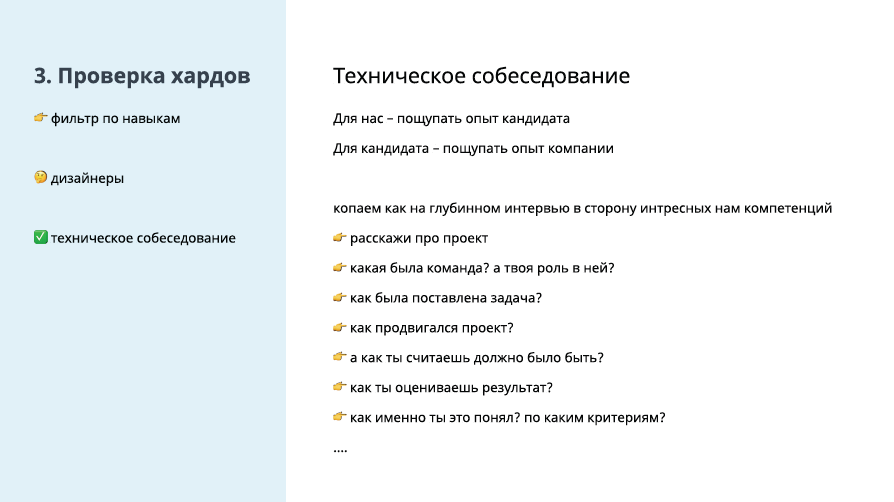 3. Проверка хардов
👉 фильтр по навыкам
🤔 дизайнеры
✅ техническое собеседование
Техническое собеседование
Для нас – пощупать опыт кандидата
Для кандидата – пощупать опыт компании
копаем как на глубинном интервью в сторону интресных нам компетенций
👉 расскажи про проект
👉 какая была команда? а твоя роль в ней?
👉 как была поставлена задача?
👉 как продвигался проект?
👉 а как ты считаешь должно было быть?
👉 как ты оцениваешь результат?
👉 как именно ты это понял? по каким критериям?
....